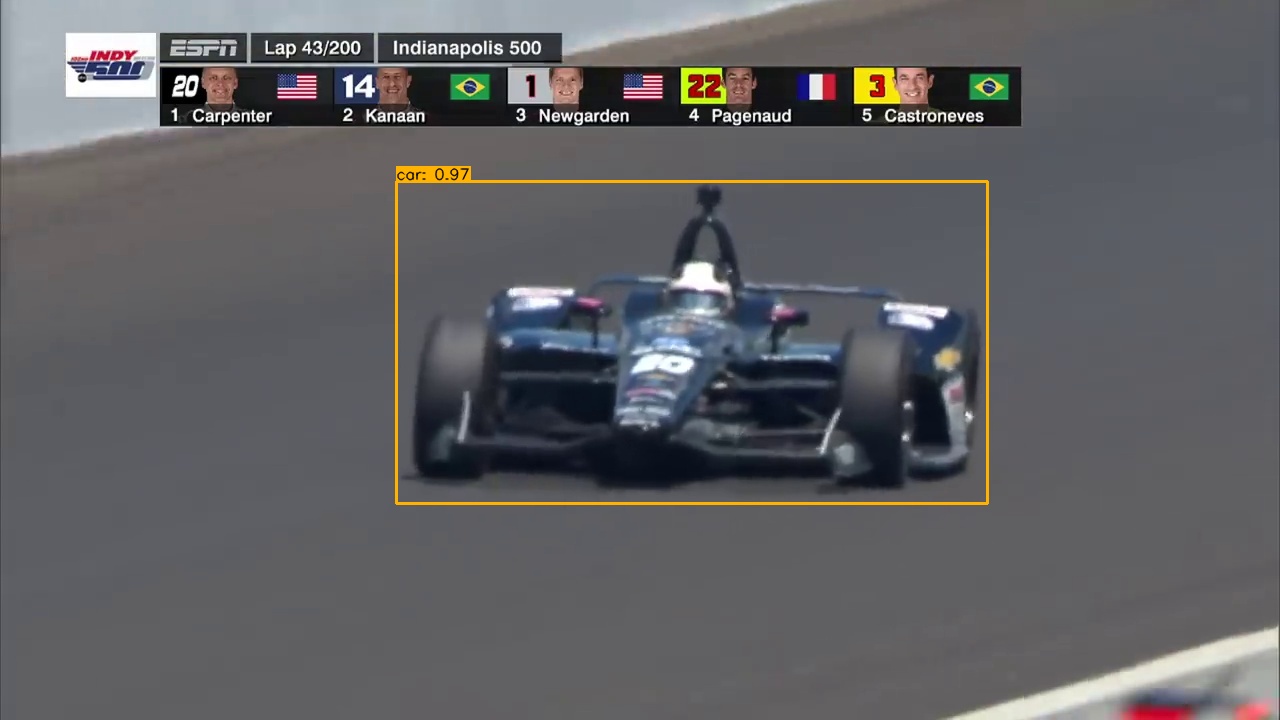 INDY
500
ESPN Lap 43/200 Indianapolis 500
20 14 1 22 3
1 Carpenter 2 Kanaan 3 Newgarden 4 Pagenaud 5 Castroneves
car: 0.97
20